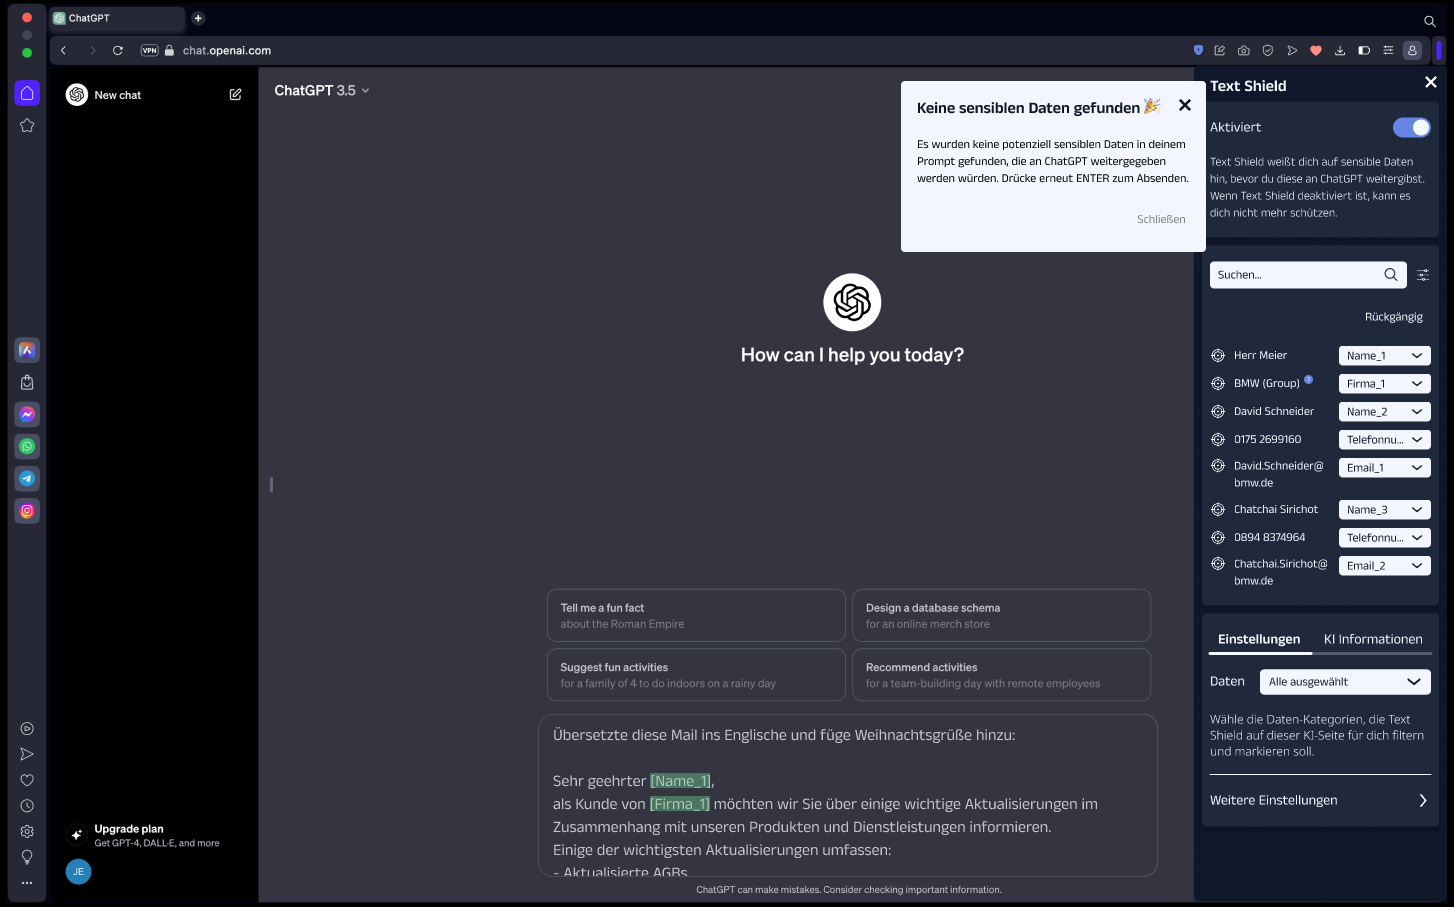 ChatGPT
VPN
chat.openai.com
New chat
ChatGPT 3.5
Keine sensiblen Daten gefunden 🎉
Es wurden keine potenziell sensiblen Daten in deinem
Prompt gefunden, die an ChatGPT weitergegeben
werden würden. Drücke erneut ENTER zum Absenden.
Schließen
How can I help you today?
Tell me a fun fact
about the Roman Empire
Design a database schema
for an online merch store
Suggest fun activities
for a family of 4 to do indoors on a rainy day
Recommend activities
for a team-building day with remote employees
Übersetzte diese Mail ins Englische und füge Weihnachtsgrüße hinzu:
Sehr geehrter [Name_1],
als Kunde von [Firma_1] möchten wir Sie über einige wichtige Aktualisierungen im
Zusammenhang mit unseren Produkten und Dienstleistungen informieren.
Einige der wichtigsten Aktualisierungen umfassen:
- Aktualisierte AGBs
ChatGPT can make mistakes. Consider checking important information.
Upgrade plan
Get GPT-4, DALL·E, and more
JE
Text Shield
Aktiviert
Text Shield weißt dich auf sensible Daten
hin, bevor du diese an ChatGPT weitergibst.
Wenn Text Shield deaktiviert ist, kann es
dich nicht mehr schützen.
Suchen...
Rückgängig
Herr Meier Name_1
BMW (Group) Firma_1
David Schneider Name_2
0175 2699160 Telefonnu...
David.Schneider@ Email_1
bmw.de
Chatchai Sirichot Name_3
0894 8374964 Telefonnu...
Chatchai.Sirichot@ Email_2
bmw.de
Einstellungen KI Informationen
Daten Alle ausgewählt
Wähle die Daten-Kategorien, die Text
Shield auf dieser KI-Seite für dich filtern
und markieren soll.
Weitere Einstellungen